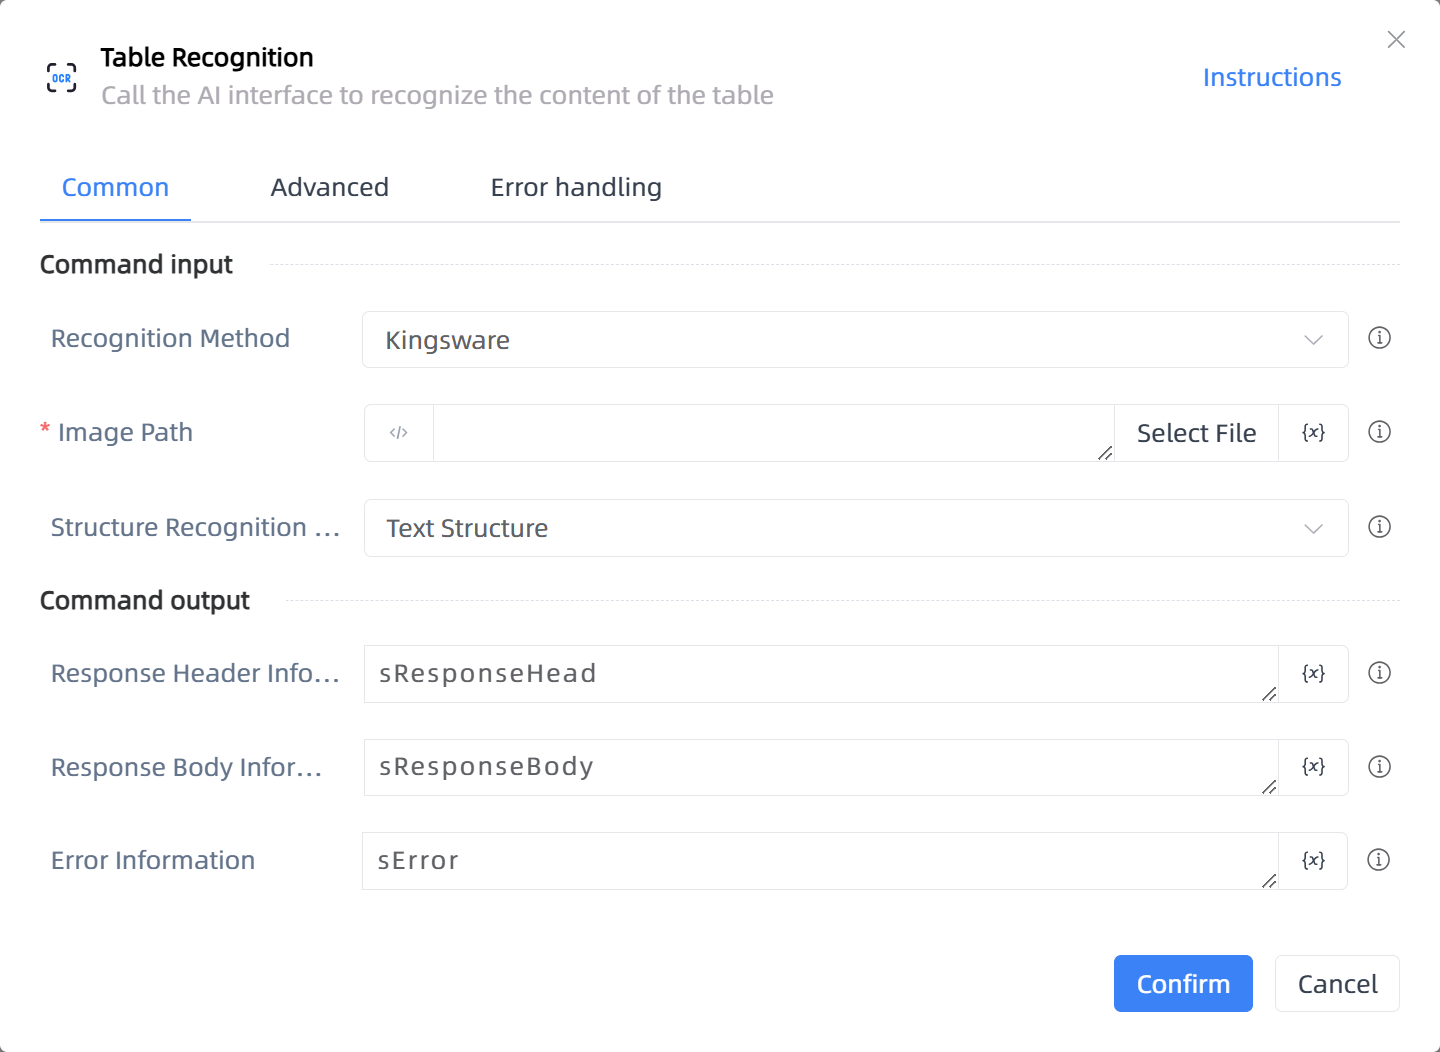 OCR
Table Recognition
Call the AI interface to recognize the content of the table
Instructions
Common Advanced Error handling
Command input
Recognition Method Kingsware
* Image Path </> Select File {x}
Structure Recognition ... Text Structure
Command output
Response Header Info... sResponseHead {x}
Response Body Infor... sResponseBody {x}
Error Information sError {x}
Confirm Cancel